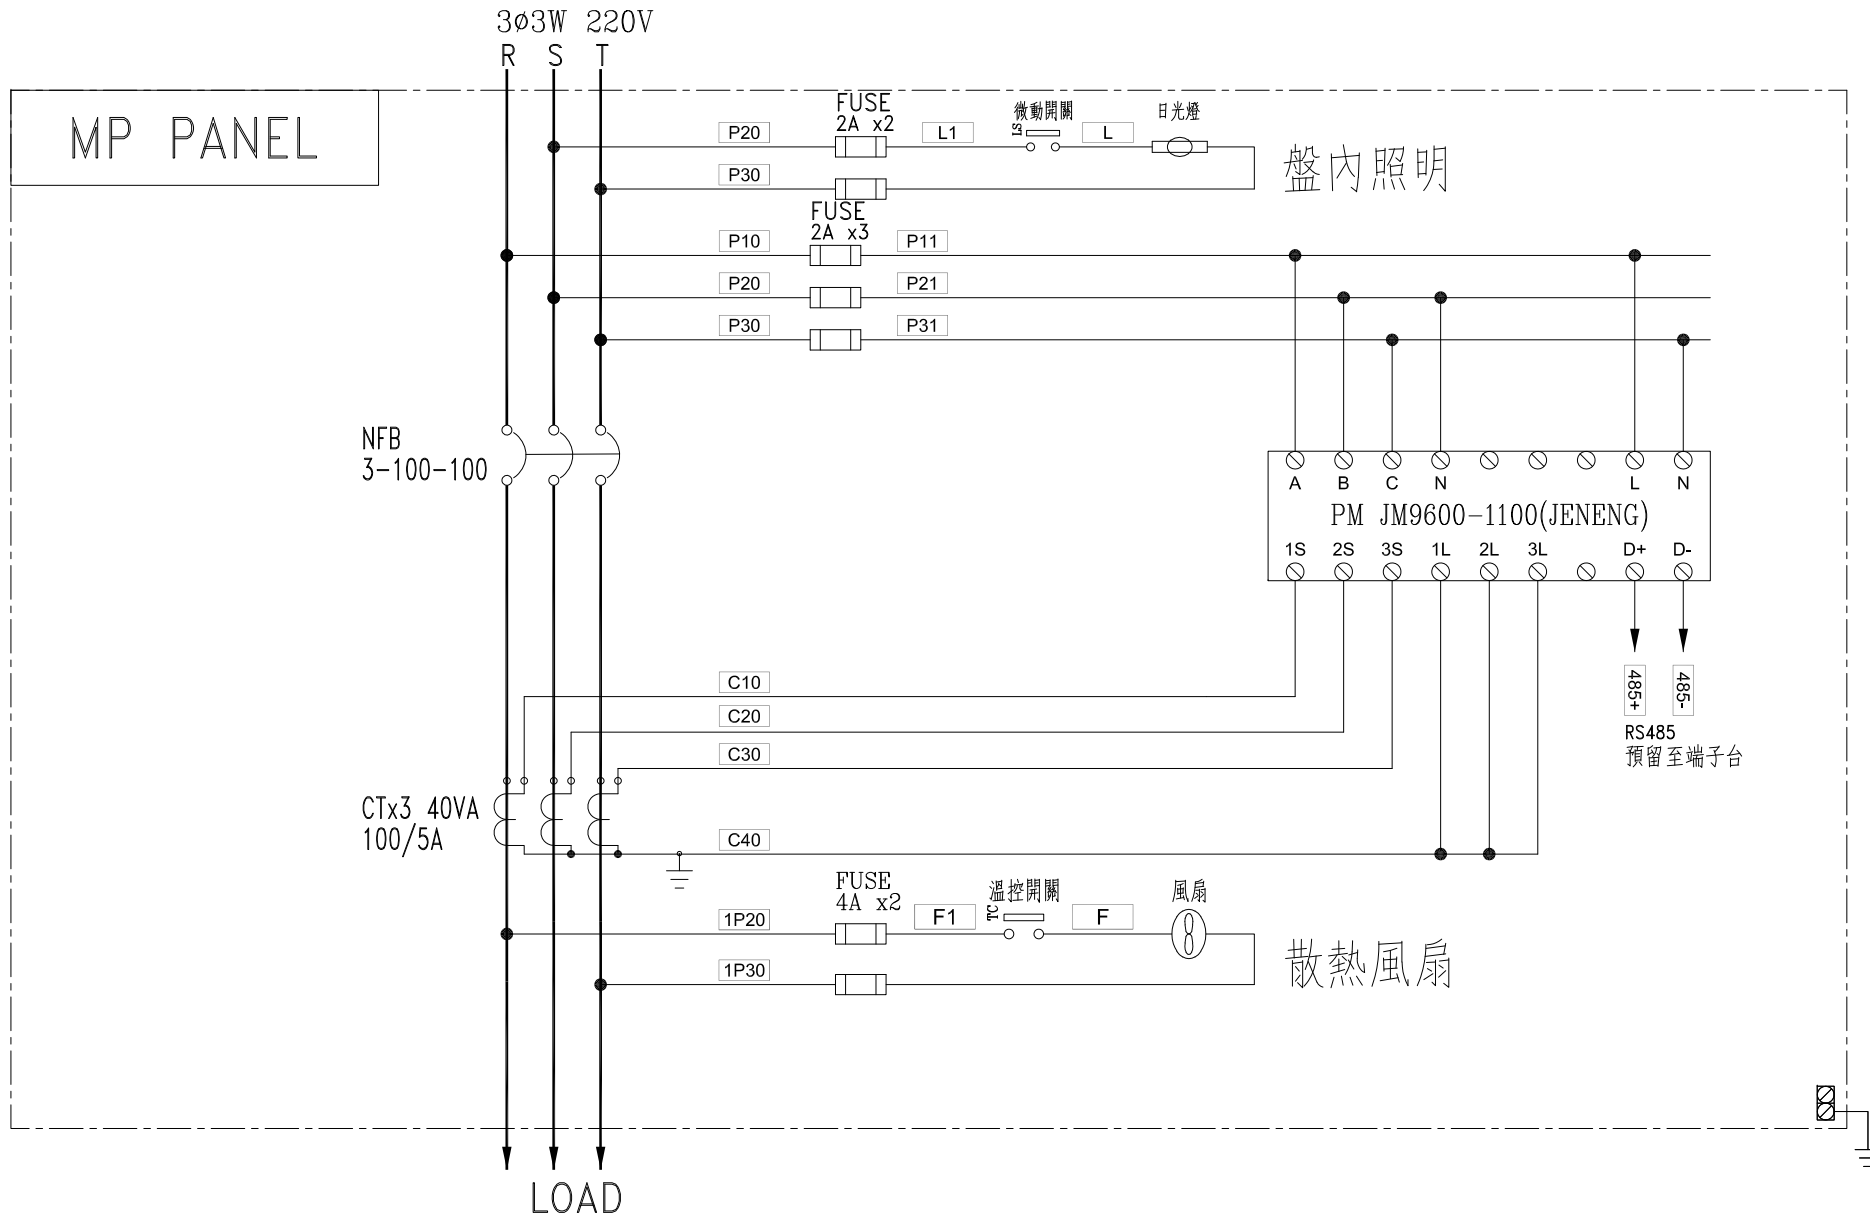 3ø3W 220V
R S T
MP PANEL
FUSE
2A x2
P20
L1
LS
微動開關
L
日光燈
P30
盤內照明
FUSE
2A x3
P10
P11
P20
P21
P30
P31
NFB
3-100-100
A B C N L N
PM JM9600-1100(JENENG)
1S 2S 3S 1L 2L 3L D+ D-
485+ 485-
RS485
預留至端子台
C10
C20
C30
CTx3 40VA
100/5A
C40
FUSE
4A x2
1P20
F1
TC
溫控開關
F
風扇
1P30
散熱風扇
LOAD